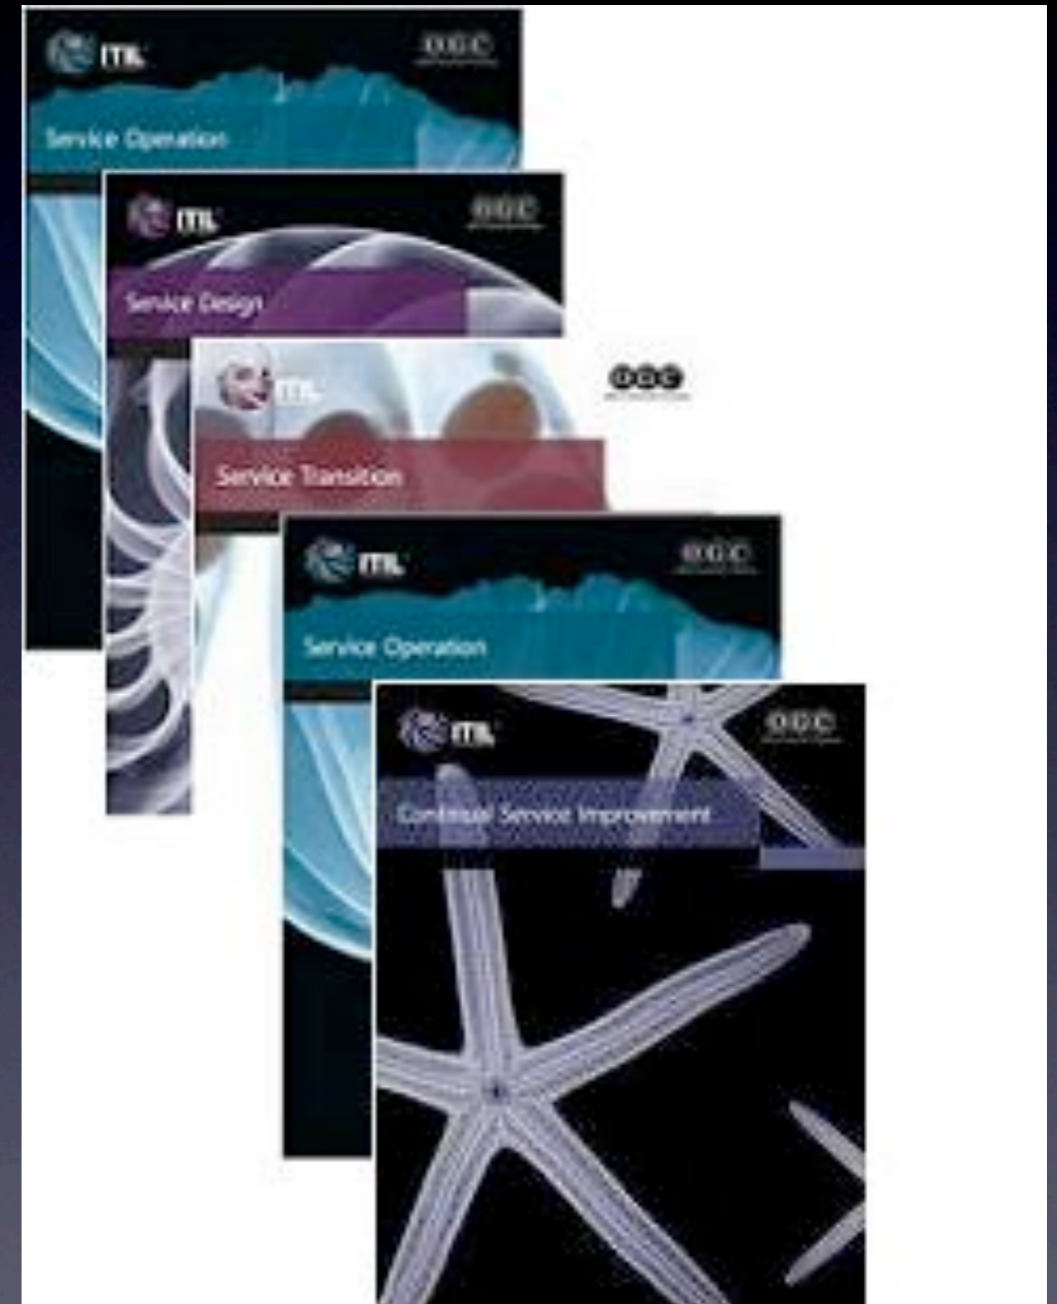 ITIL
OGC
Service Operation
ITIL
OGC
Service Design
ITIL
OGC
Service Transition
ITIL
OGC
Service Operation
ITIL
OGC
Continual Service Improvement